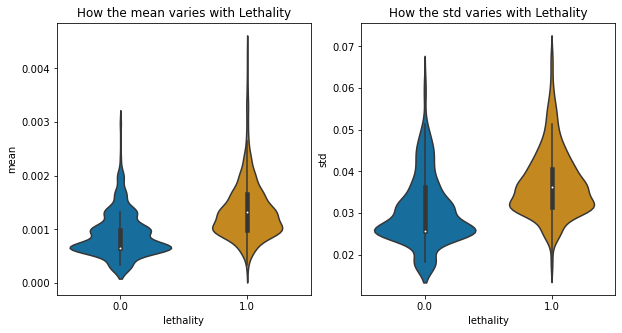 How the mean varies with Lethality
mean
0.004
0.003
0.002
0.001
0.000
0.0
1.0
lethality
How the std varies with Lethality
std
0.07
0.06
0.05
0.04
0.03
0.02
0.0
1.0
lethality